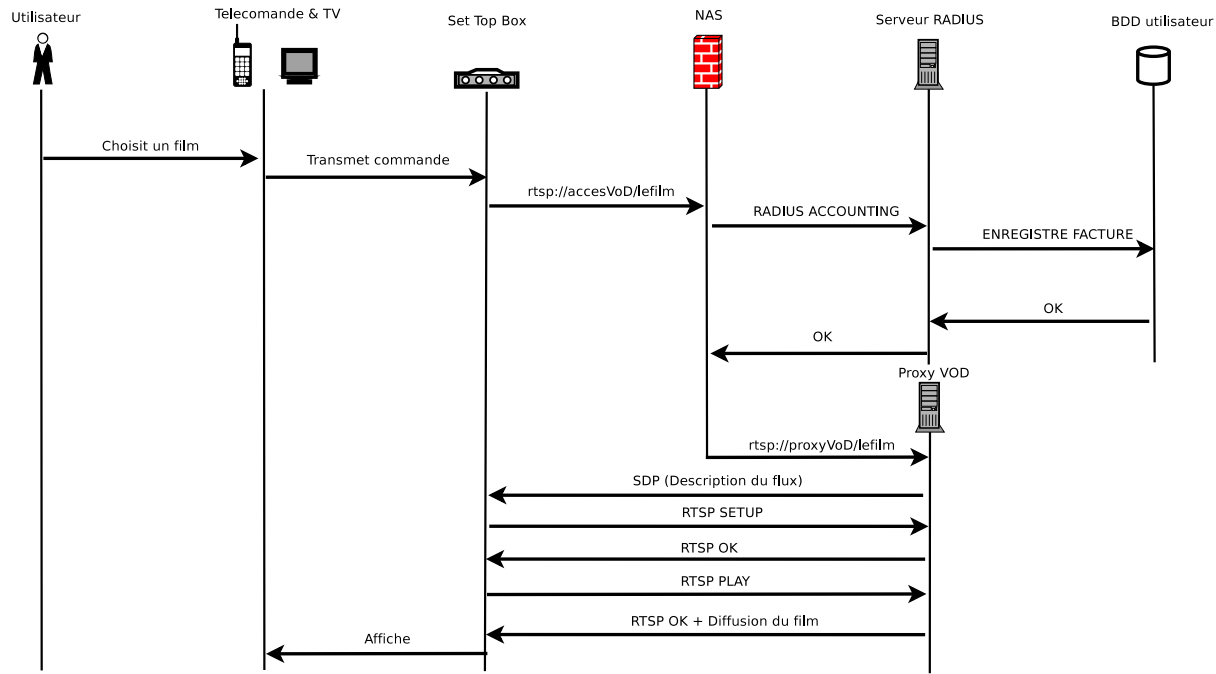 Utilisateur
Telecomande & TV
Set Top Box
NAS
Serveur RADIUS
BDD utilisateur
Choisit un film
Transmet commande
rtsp://accesVoD/lefilm
RADIUS ACCOUNTING
ENREGISTRE FACTURE
OK
OK
Proxy VOD
rtsp://proxyVoD/lefilm
SDP (Description du flux)
RTSP SETUP
RTSP OK
RTSP PLAY
RTSP OK + Diffusion du film
Affiche